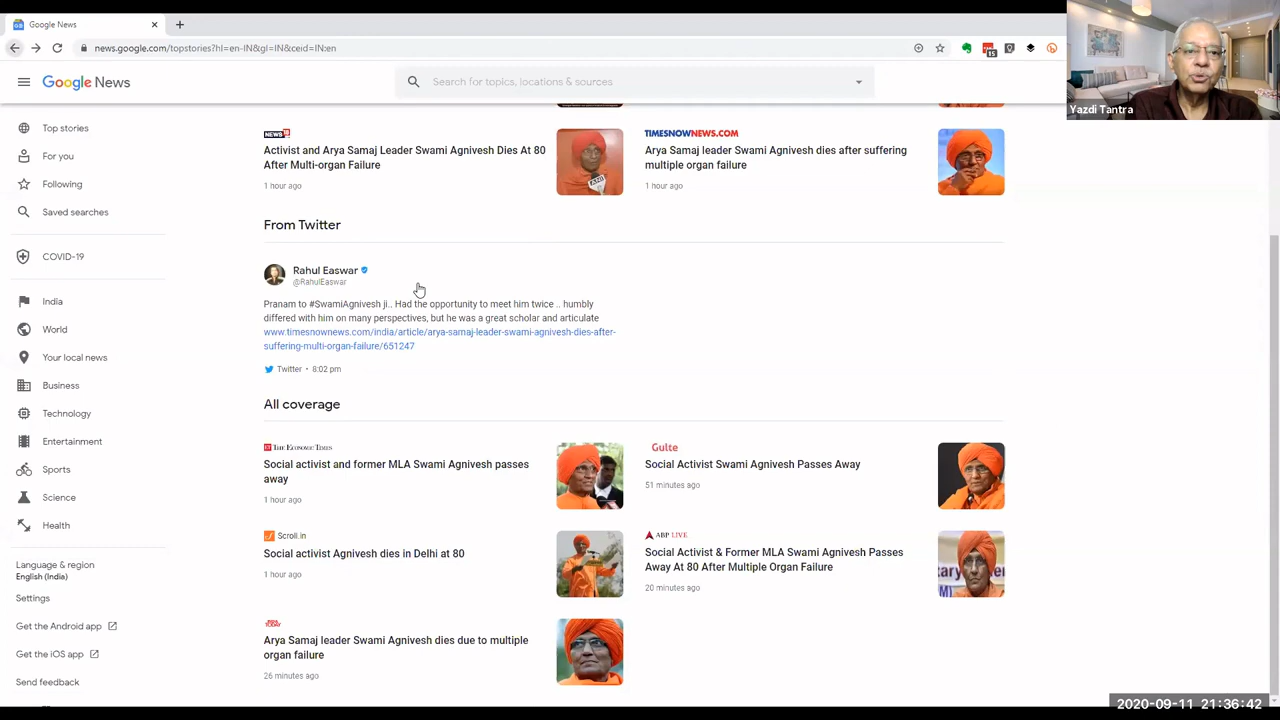 Google News
news.google.com/topstories?hl=en-IN&gl=IN&ceid=IN:en
15
Yazdi Tantra
Google News
Search for topics, locations & sources
Top stories
For you
Following
Saved searches
COVID-19
India
World
Your local news
Business
Technology
Entertainment
Sports
Science
Health
Language & region
English (India)
Settings
Get the Android app
Get the iOS app
Send feedback
NEWS18
Activist and Arya Samaj Leader Swami Agnivesh Dies At 80
After Multi-organ Failure
1 hour ago
TIMESNOWNEWS.COM
Arya Samaj leader Swami Agnivesh dies after suffering
multiple organ failure
1 hour ago
From Twitter
Rahul Easwar
@RahulEaswar
Pranam to #SwamiAgnivesh ji.. Had the opportunity to meet him twice .. humbly
differed with him on many perspectives, but he was a great scholar and articulate
www.timesnownews.com/india/article/arya-samaj-leader-swami-agnivesh-dies-after-
suffering-multi-organ-failure/651247
Twitter • 8:02 pm
All coverage
ET THE ECONOMIC TIMES
Social activist and former MLA Swami Agnivesh passes
away
1 hour ago
Gulte
Social Activist Swami Agnivesh Passes Away
51 minutes ago
Scroll.in
Social activist Agnivesh dies in Delhi at 80
1 hour ago
ABP LIVE
Social Activist & Former MLA Swami Agnivesh Passes
Away At 80 After Multiple Organ Failure
20 minutes ago
INDIA TODAY
Arya Samaj leader Swami Agnivesh dies due to multiple
organ failure
26 minutes ago
2020-09-11 21:36:42